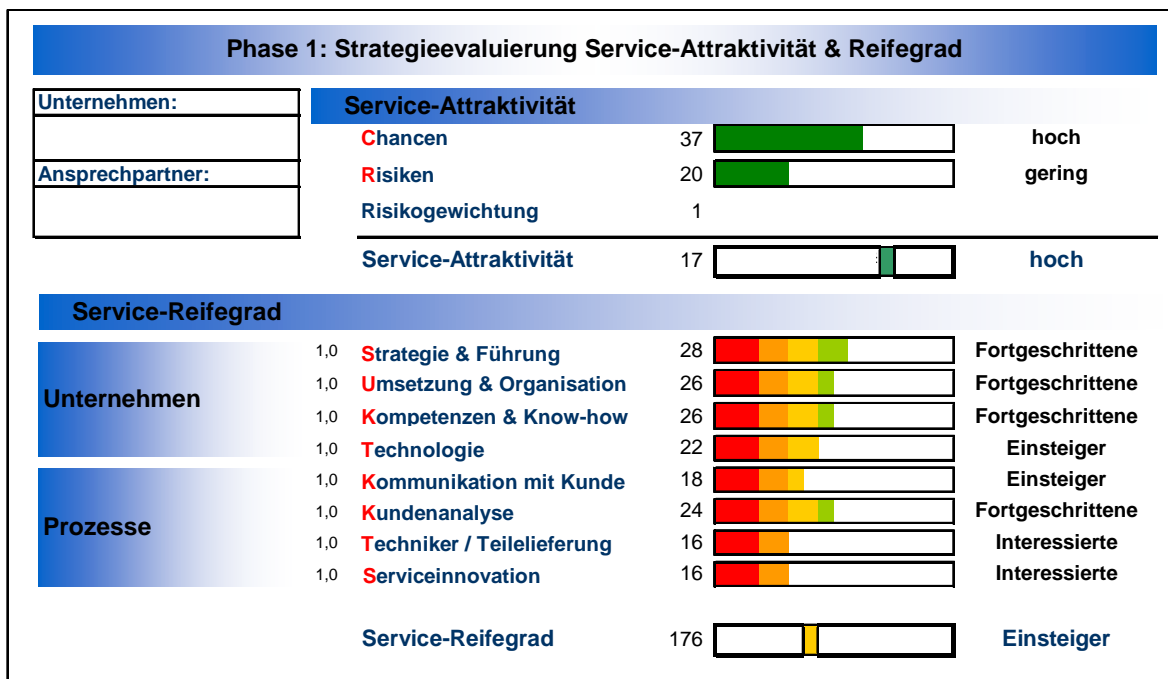 Phase 1: Strategieevaluierung Service-Attraktivität & Reifegrad
Unternehmen:
Ansprechpartner:
Service-Attraktivität
Chancen 37 hoch
Risiken 20 gering
Risikogewichtung 1
Service-Attraktivität 17 hoch
Service-Reifegrad
Unternehmen
1,0 Strategie & Führung 28 Fortgeschrittene
1,0 Umsetzung & Organisation 26 Fortgeschrittene
1,0 Kompetenzen & Know-how 26 Fortgeschrittene
1,0 Technologie 22 Einsteiger
Prozesse
1,0 Kommunikation mit Kunde 18 Einsteiger
1,0 Kundenanalyse 24 Fortgeschrittene
1,0 Techniker / Teilelieferung 16 Interessierte
1,0 Serviceinnovation 16 Interessierte
Service-Reifegrad 176 Einsteiger